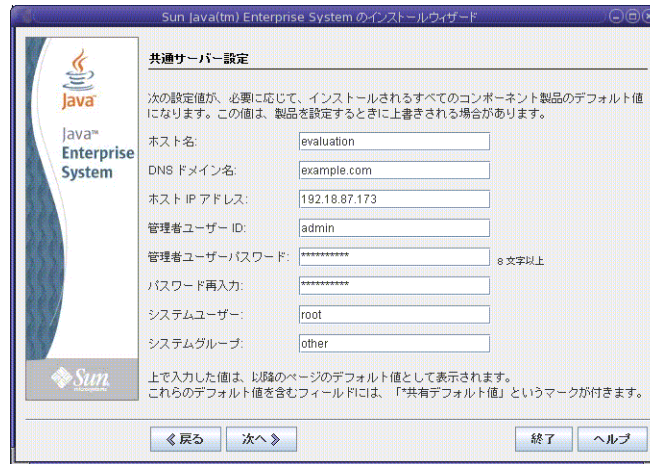 Sun Java(tm) Enterprise System のインストールウィザード
Java
Java™
Enterprise
System
共通サーバー設定
次の設定値が、必要に応じて、インストールされるすべてのコンポーネント製品のデフォルト値
になります。この値は、製品を設定するときに上書きされる場合があります。
ホスト名: evaluation
DNS ドメイン名: example.com
ホスト IP アドレス: 192.18.87.173
管理者ユーザー ID: admin
管理者ユーザーパスワード: ********** 8 文字以上
パスワード再入力: **********
システムユーザー: root
システムグループ: other
上で入力した値は、以降のページのデフォルト値として表示されます。
これらのデフォルト値を含むフィールドには、「*共有デフォルト値」というマークが付きます。
Sun
microsystems
戻る 次へ 終了 ヘルプ